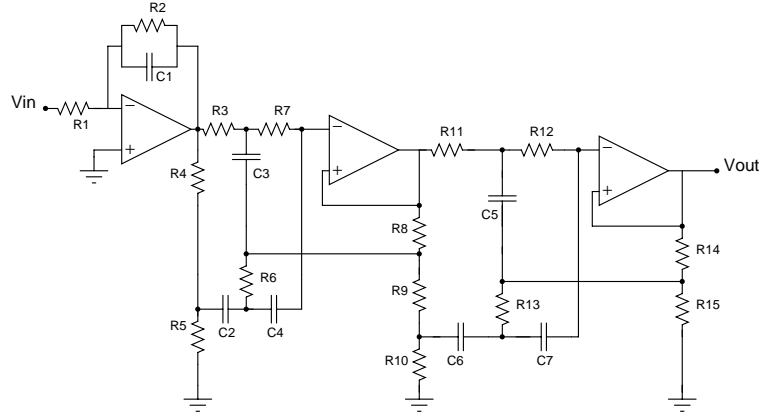 R2
C1
Vin
R1
−
+
R3
R7
R4
C3
−
+
R11
R12
C5
−
+
Vout
R8
R6
R9
R14
R5
C2
C4
R13
R15
R10
C6
C7